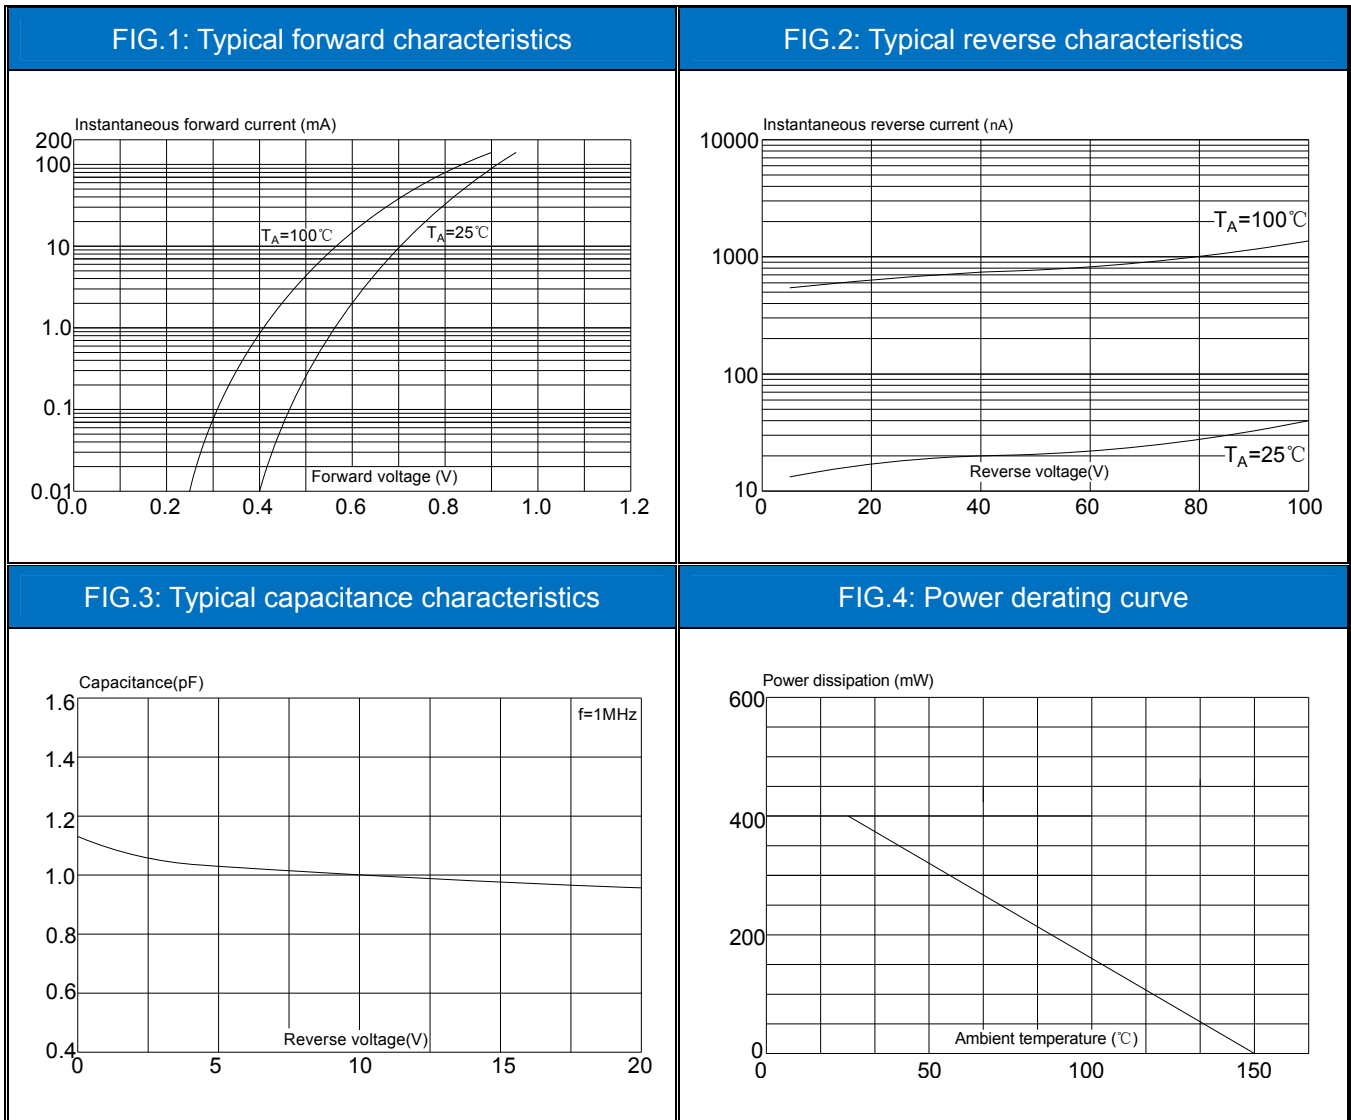 FIG.1: Typical forward characteristics
Instantaneous forward current (mA)
200
100
10
1.0
0.1
0.01
TA=100℃
TA=25℃
Forward voltage (V)
0.0 0.2 0.4 0.6 0.8 1.0 1.2
FIG.2: Typical reverse characteristics
Instantaneous reverse current (nA)
10000
1000
100
10
TA=100℃
TA=25℃
Reverse voltage(V)
0 20 40 60 80 100
FIG.3: Typical capacitance characteristics
Capacitance(pF)
1.6
1.4
1.2
1.0
0.8
0.6
0.4
f=1MHz
Reverse voltage(V)
0 5 10 15 20
FIG.4: Power derating curve
Power dissipation (mW)
600
400
200
0
Ambient temperature (℃)
0 50 100 150